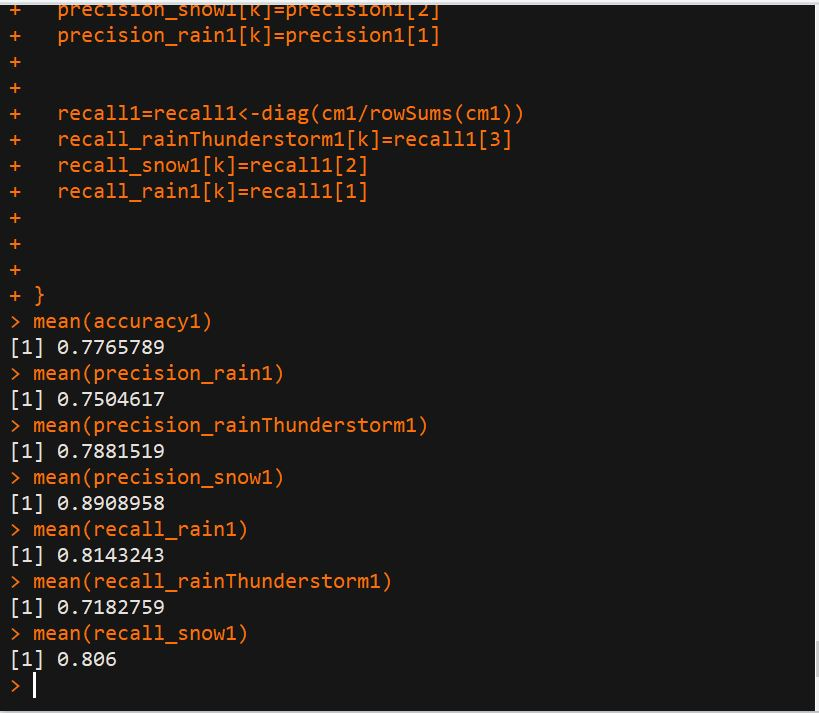 +   precision_snow1[k]=precision1[2]
+   precision_rain1[k]=precision1[1]
+
+
+   recall1=recall1<-diag(cm1/rowSums(cm1))
+   recall_rainThunderstorm1[k]=recall1[3]
+   recall_snow1[k]=recall1[2]
+   recall_rain1[k]=recall1[1]
+
+
+
+ }
> mean(accuracy1)
[1] 0.7765789
> mean(precision_rain1)
[1] 0.7504617
> mean(precision_rainThunderstorm1)
[1] 0.7881519
> mean(precision_snow1)
[1] 0.8908958
> mean(recall_rain1)
[1] 0.8143243
> mean(recall_rainThunderstorm1)
[1] 0.7182759
> mean(recall_snow1)
[1] 0.806
>